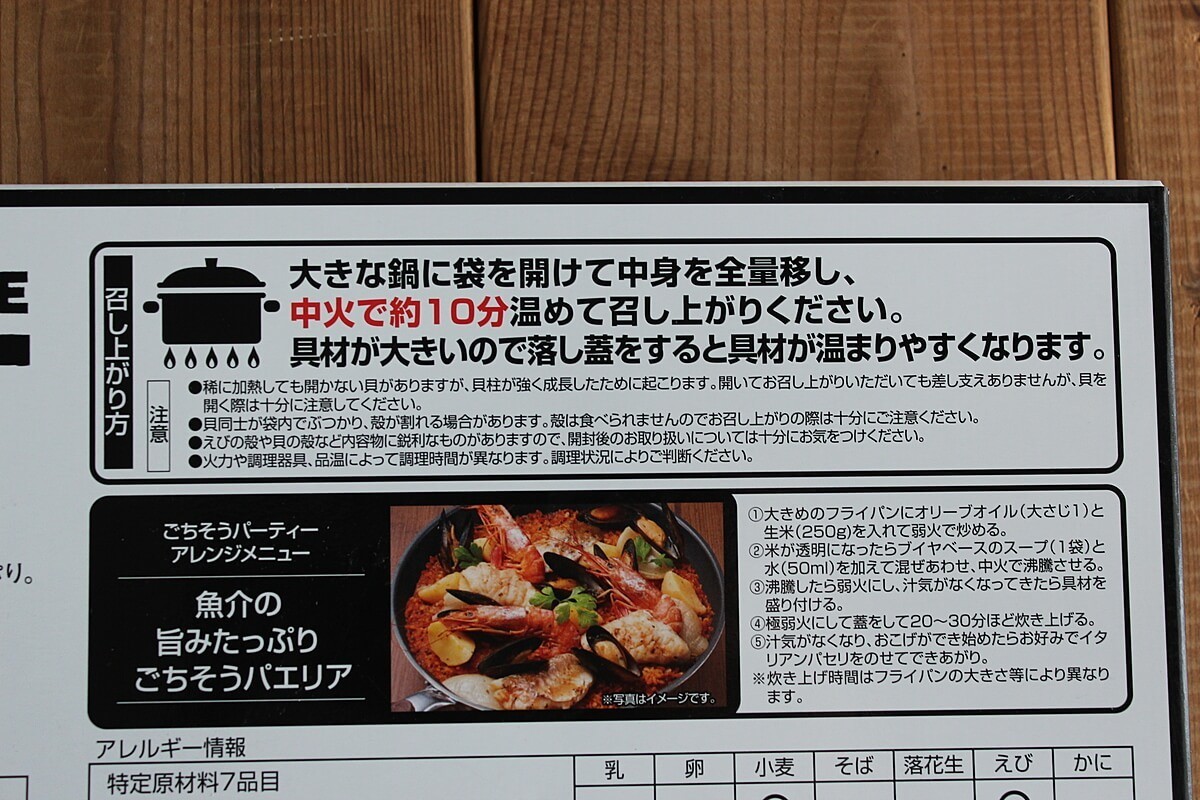 E
召し上がり方
大きな鍋に袋を開けて中身を全量移し、
中火で約10分温めて召し上がりください。
具材が大きいので落し蓋をすると具材が温まりやすくなります。
注意
●稀に加熱しても開かない貝がありますが、貝柱が強く成長したために起こります。開いてお召し上がりいただいても差し支えありませんが、貝を
開く際は十分に注意してください。
●貝同士が袋内でぶつかり、殻が割れる場合があります。殻は食べられませんのでお召し上がりの際は十分にご注意ください。
●えびの殻や貝の殻など内容物に鋭利なものがありますので、開封後のお取り扱いについては十分にお気をつけください。
●火力や調理器具、品温によって調理時間が異なります。調理状況によりご判断ください。
り。
ごちそうパーティー
アレンジメニュー
魚介の
旨みたっぷり
ごちそうパエリア
※写真はイメージです。
①大きめのフライパンにオリーブオイル(大さじ1)と
生米(250g)を入れて弱火で炒める。
②米が透明になったらブイヤベースのスープ(1袋)と
水(50ml)を加えて混ぜあわせ、中火で沸騰させる。
③沸騰したら弱火にし、汁気がなくなってきたら具材を
盛り付ける。
④極弱火にして蓋をして20〜30分ほど炊き上げる。
⑤汁気がなくなり、おこげができ始めたらお好みでイタ
リアンパセリをのせてできあがり。
※炊き上げ時間はフライパンの大きさ等により異なり
ます。
アレルギー情報
特定原材料7品目
乳 卵 小麦 そば 落花生 えび かに